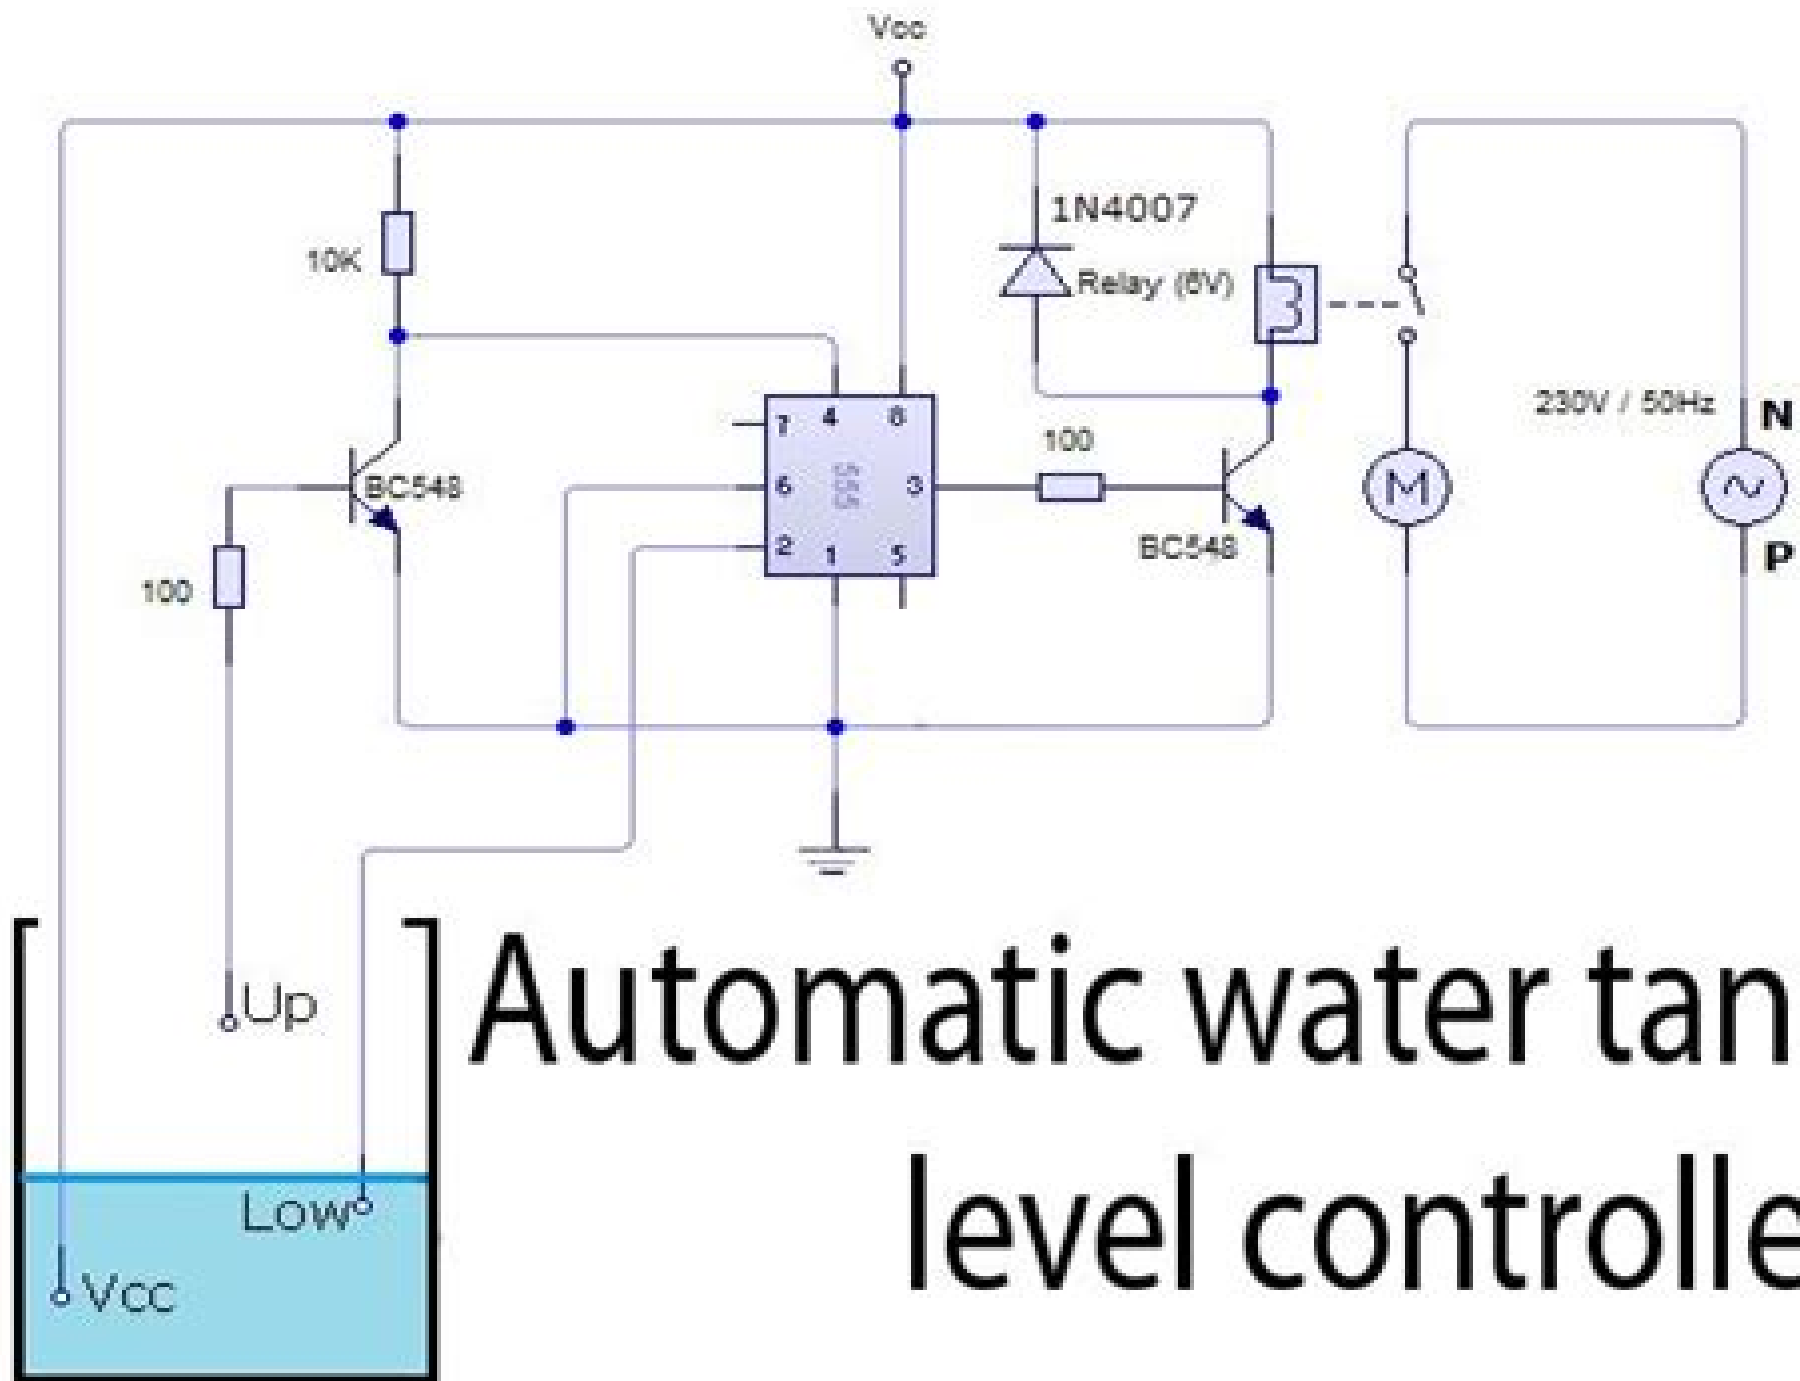 Vcc
1N4007
10K
Relay (6V)
230V / 50Hz
N
7
4
8
100
BC548
6
555
3
M
2
1
5
BC548
P
100
Up
Automatic water tan
level controlle
Low
Vcc